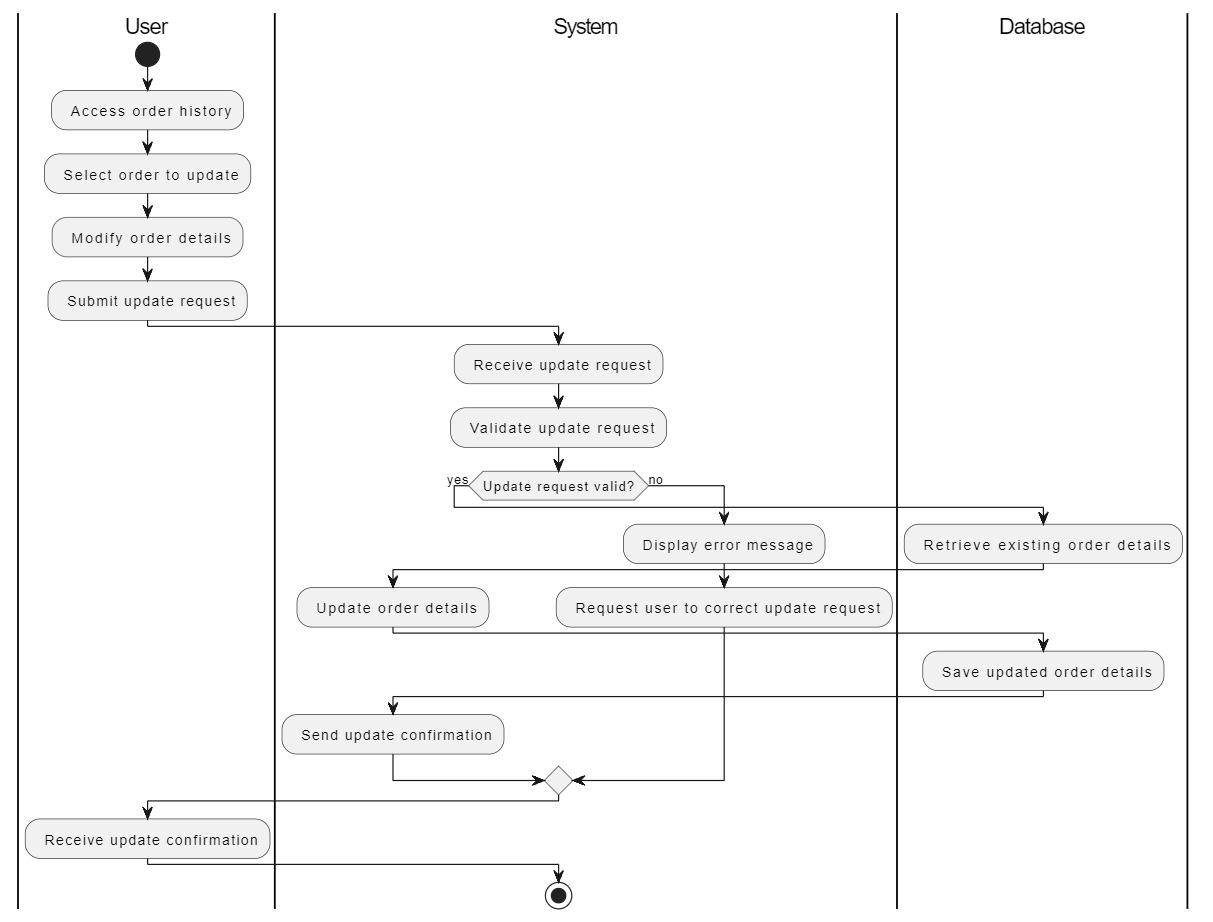 User
System
Database
Access order history
Select order to update
Modify order details
Submit update request
Receive update request
Validate update request
yes
Update request valid?
no
Display error message
Retrieve existing order details
Update order details
Request user to correct update request
Save updated order details
Send update confirmation
Receive update confirmation